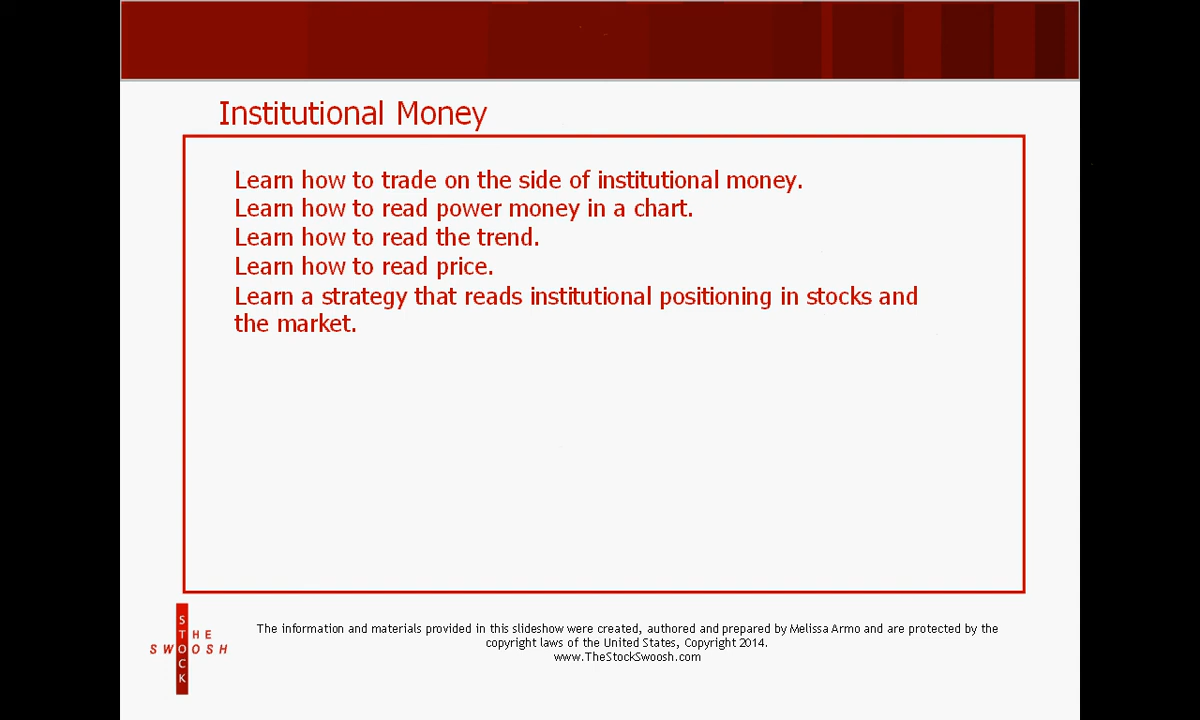 Institutional Money
Learn how to trade on the side of institutional money.
Learn how to read power money in a chart.
Learn how to read the trend.
Learn how to read price.
Learn a strategy that reads institutional positioning in stocks and
the market.
THE
STOCK
SWOOSH
The information and materials provided in this slideshow were created, authored and prepared by Melissa Armo and are protected by the
copyright laws of the United States, Copyright 2014.
www.TheStockSwoosh.com